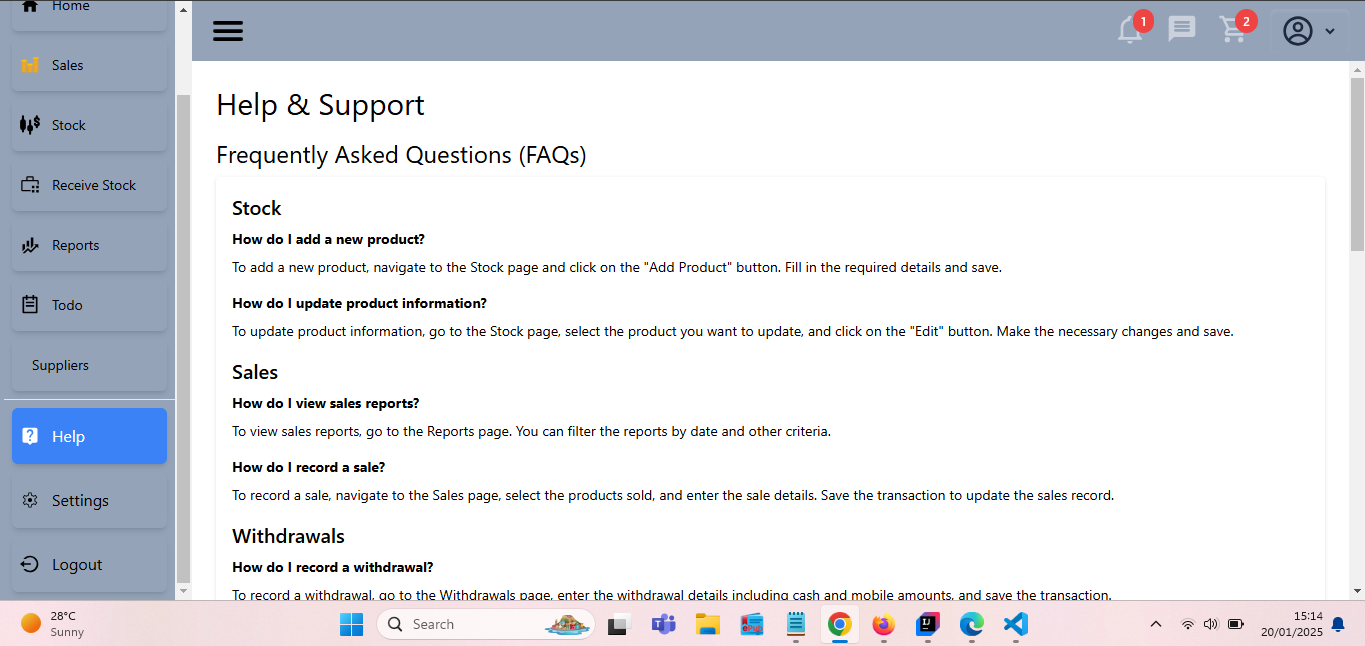 Home
Sales
Stock
Receive Stock
Reports
Todo
Suppliers
Help
Settings
Logout
1
2
Help & Support
Frequently Asked Questions (FAQs)
Stock
How do I add a new product?
To add a new product, navigate to the Stock page and click on the "Add Product" button. Fill in the required details and save.
How do I update product information?
To update product information, go to the Stock page, select the product you want to update, and click on the "Edit" button. Make the necessary changes and save.
Sales
How do I view sales reports?
To view sales reports, go to the Reports page. You can filter the reports by date and other criteria.
How do I record a sale?
To record a sale, navigate to the Sales page, select the products sold, and enter the sale details. Save the transaction to update the sales record.
Withdrawals
How do I record a withdrawal?
To record a withdrawal, go to the Withdrawals page, enter the withdrawal details including cash and mobile amounts, and save the transaction.
28°C
Sunny
Search
15:14
20/01/2025